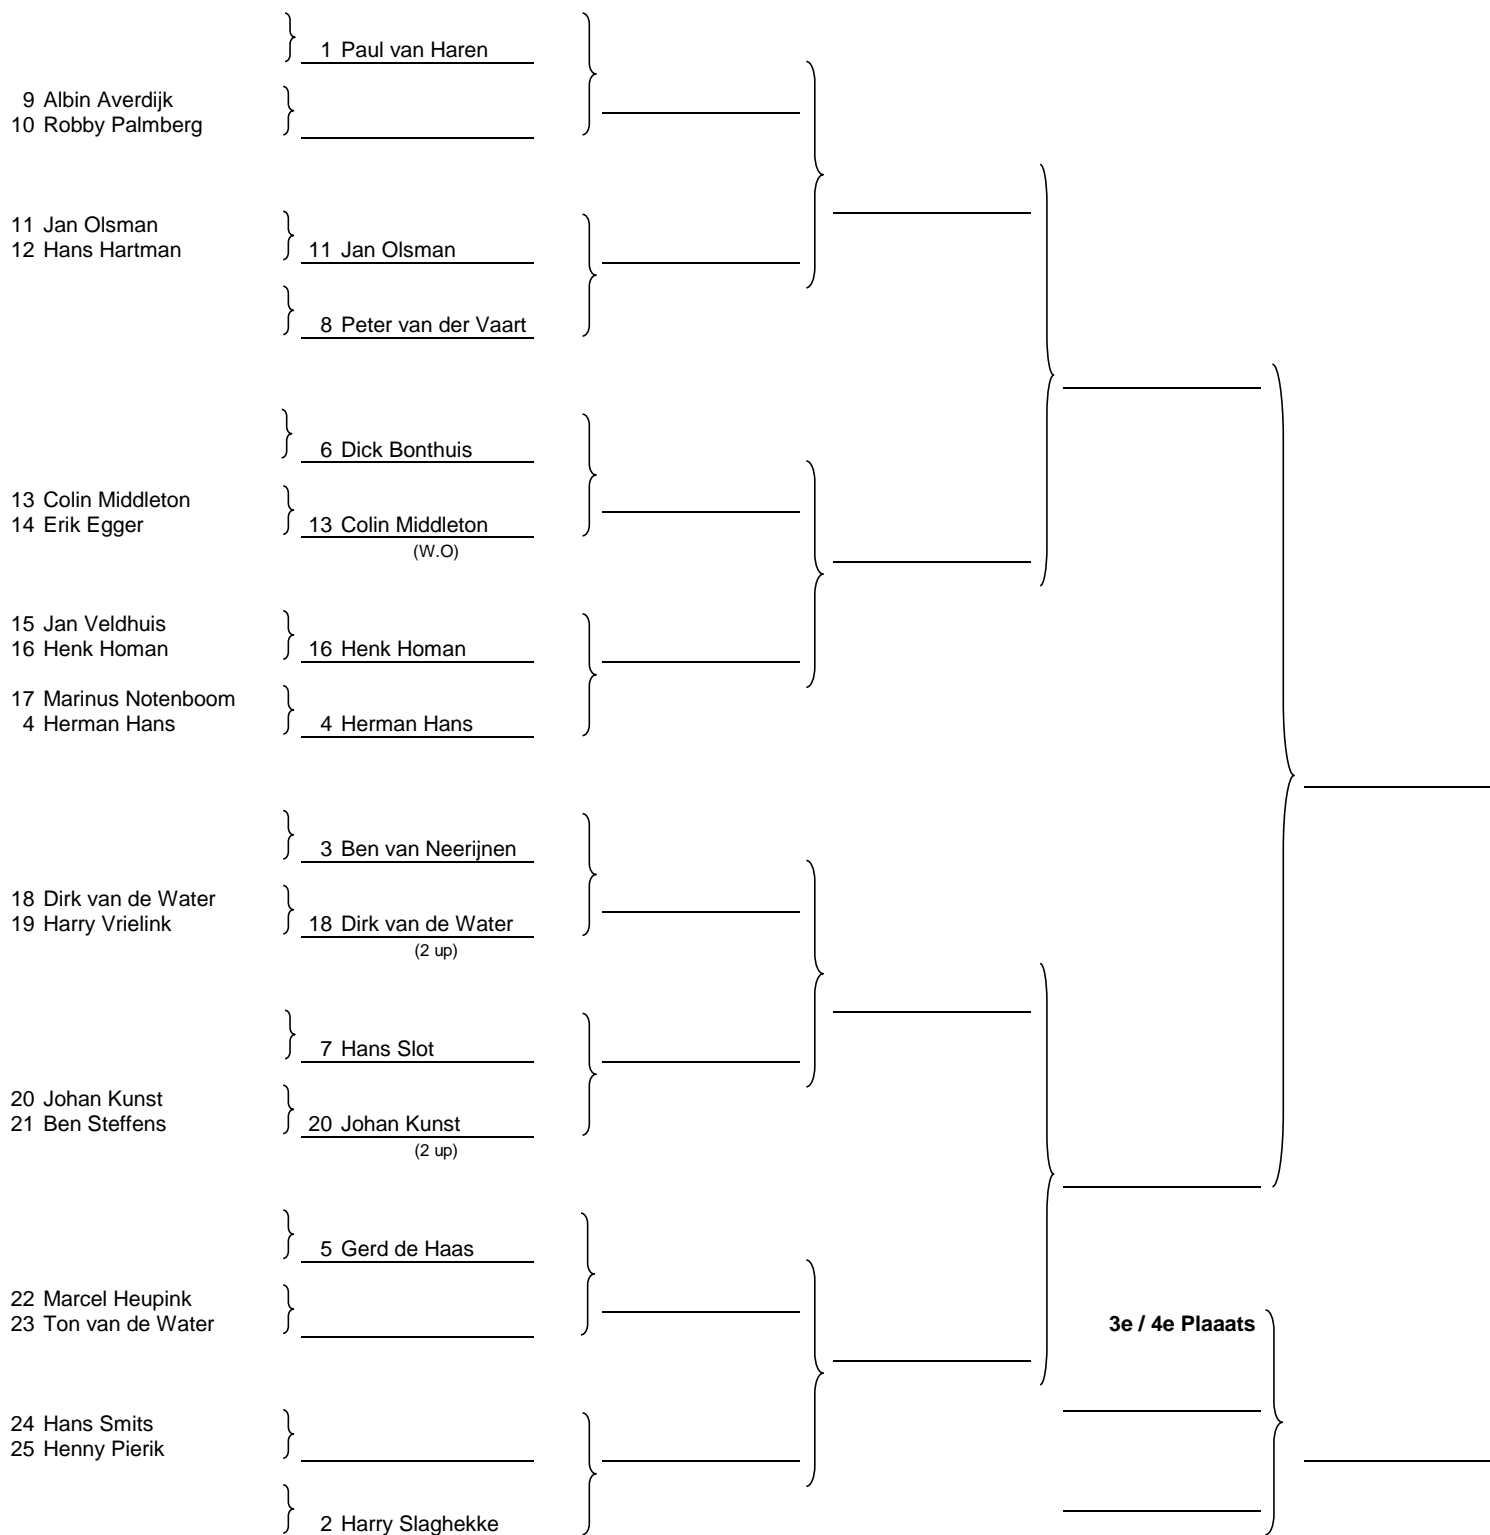 1 Paul van Haren
9 Albin Averdijk
10 Robby Palmberg
11 Jan Olsman
12 Hans Hartman
11 Jan Olsman
8 Peter van der Vaart
6 Dick Bonthuis
13 Colin Middleton
14 Erik Egger
13 Colin Middleton
(W.O)
15 Jan Veldhuis
16 Henk Homan
16 Henk Homan
17 Marinus Notenboom
4 Herman Hans
4 Herman Hans
3 Ben van Neerijnen
18 Dirk van de Water
19 Harry Vrielink
18 Dirk van de Water
(2 up)
7 Hans Slot
20 Johan Kunst
21 Ben Steffens
20 Johan Kunst
(2 up)
5 Gerd de Haas
22 Marcel Heupink
23 Ton van de Water
3e / 4e Plaaats
24 Hans Smits
25 Henny Pierik
2 Harry Slaghekke